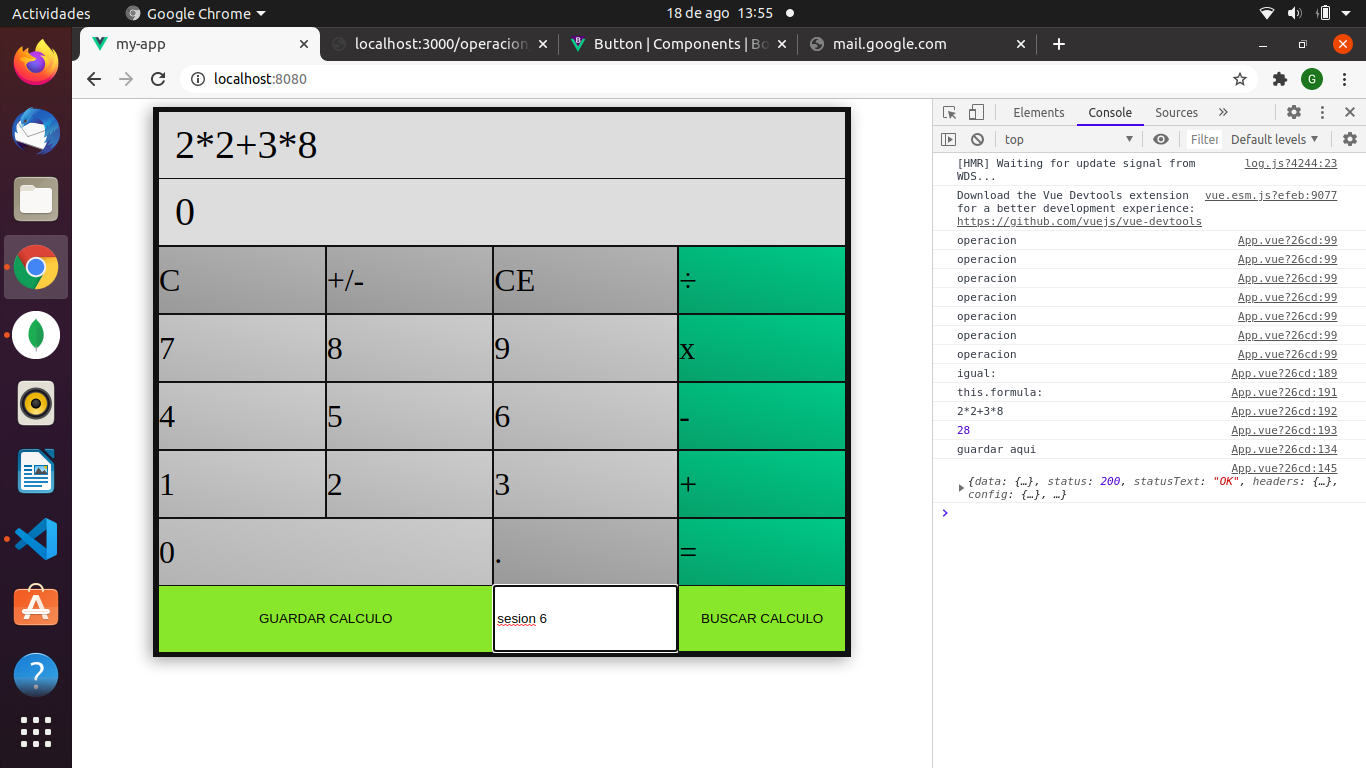 Actividades Google Chrome 18 de ago 13:55
my-app localhost:3000/operacion Button | Components | Bo mail.google.com
localhost:8080 G
2*2+3*8
0
C +/- CE ÷
7 8 9 x
4 5 6 -
1 2 3 +
0 . =
GUARDAR CALCULO sesion 6 BUSCAR CALCULO
Elements Console Sources »
top Filter Default levels
[HMR] Waiting for update signal from log.js?4244:23
WDS...
Download the Vue Devtools extension vue.esm.js?efeb:9077
for a better development experience:
https://github.com/vuejs/vue-devtools
operacion App.vue?26cd:99
operacion App.vue?26cd:99
operacion App.vue?26cd:99
operacion App.vue?26cd:99
operacion App.vue?26cd:99
operacion App.vue?26cd:99
operacion App.vue?26cd:99
igual: App.vue?26cd:189
this.formula: App.vue?26cd:191
2*2+3*8 App.vue?26cd:192
28 App.vue?26cd:193
guardar aqui App.vue?26cd:134
App.vue?26cd:145
{data: {…}, status: 200, statusText: "OK", headers: {…},
config: {…}, …}